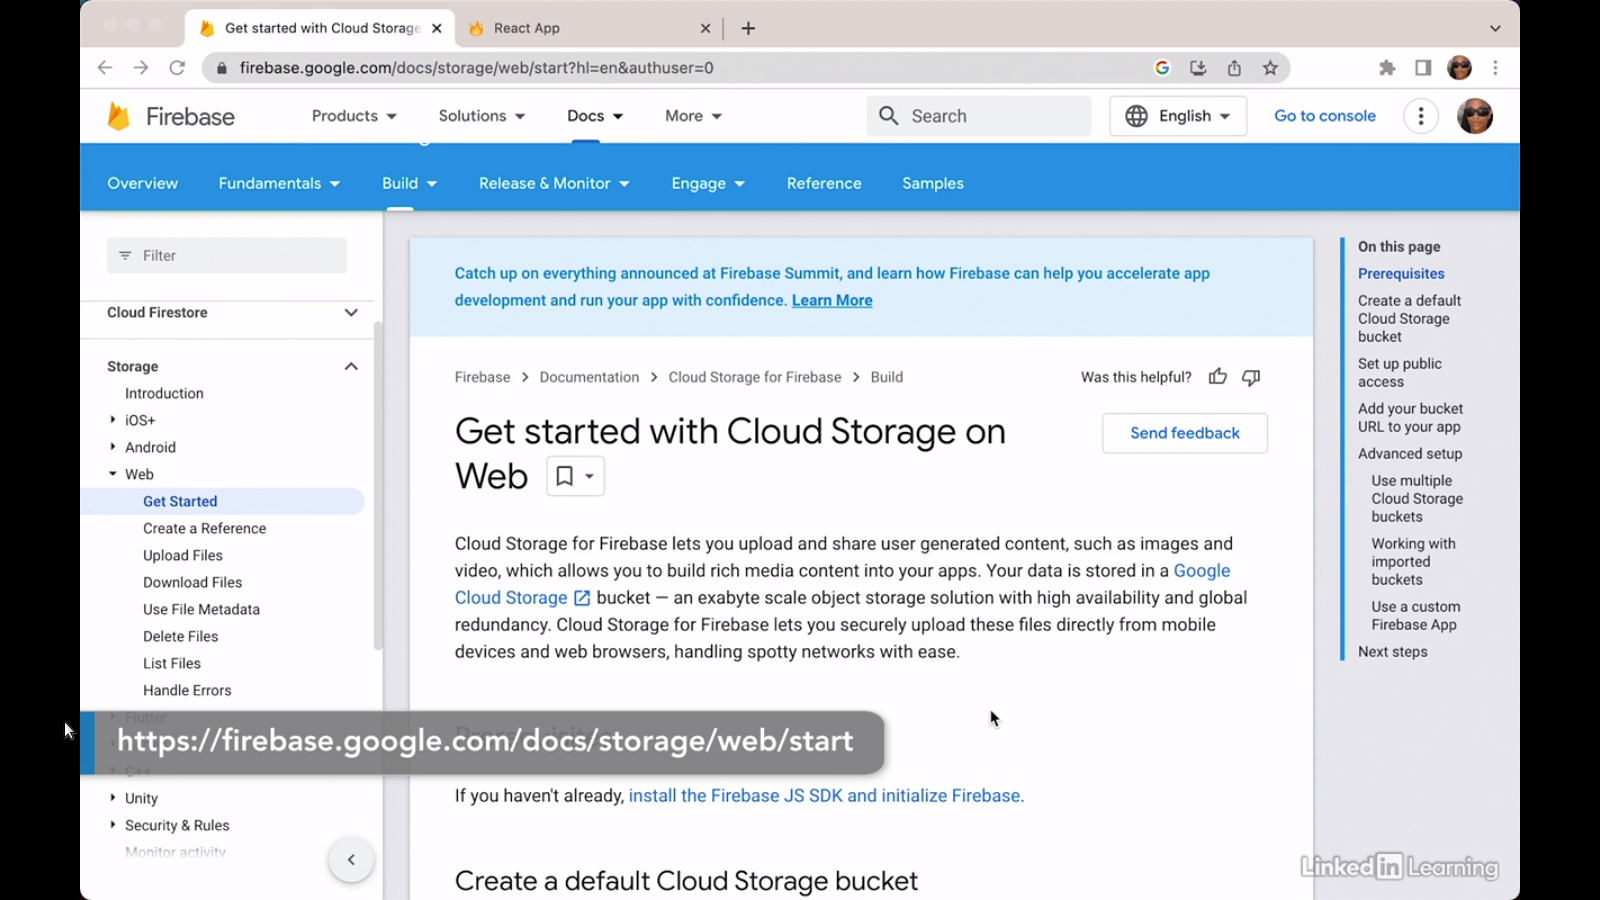 Get started with Cloud Storage
React App
firebase.google.com/docs/storage/web/start?hl=en&authuser=0
Firebase
Products
Solutions
Docs
More
Search
English
Go to console
Overview
Fundamentals
Build
Release & Monitor
Engage
Reference
Samples
Filter
Cloud Firestore
Storage
Introduction
iOS+
Android
Web
Get Started
Create a Reference
Upload Files
Download Files
Use File Metadata
Delete Files
List Files
Handle Errors
Flutter
C++
Unity
Security & Rules
Monitor activity
Catch up on everything announced at Firebase Summit, and learn how Firebase can help you accelerate app
development and run your app with confidence. Learn More
Firebase > Documentation > Cloud Storage for Firebase > Build
Was this helpful?
Get started with Cloud Storage on
Web
Send feedback
Cloud Storage for Firebase lets you upload and share user generated content, such as images and
video, which allows you to build rich media content into your apps. Your data is stored in a Google
Cloud Storage bucket — an exabyte scale object storage solution with high availability and global
redundancy. Cloud Storage for Firebase lets you securely upload these files directly from mobile
devices and web browsers, handling spotty networks with ease.
https://firebase.google.com/docs/storage/web/start
If you haven't already, install the Firebase JS SDK and initialize Firebase.
Create a default Cloud Storage bucket
On this page
Prerequisites
Create a default
Cloud Storage
bucket
Set up public
access
Add your bucket
URL to your app
Advanced setup
Use multiple
Cloud Storage
buckets
Working with
imported
buckets
Use a custom
Firebase App
Next steps
LinkedIn Learning